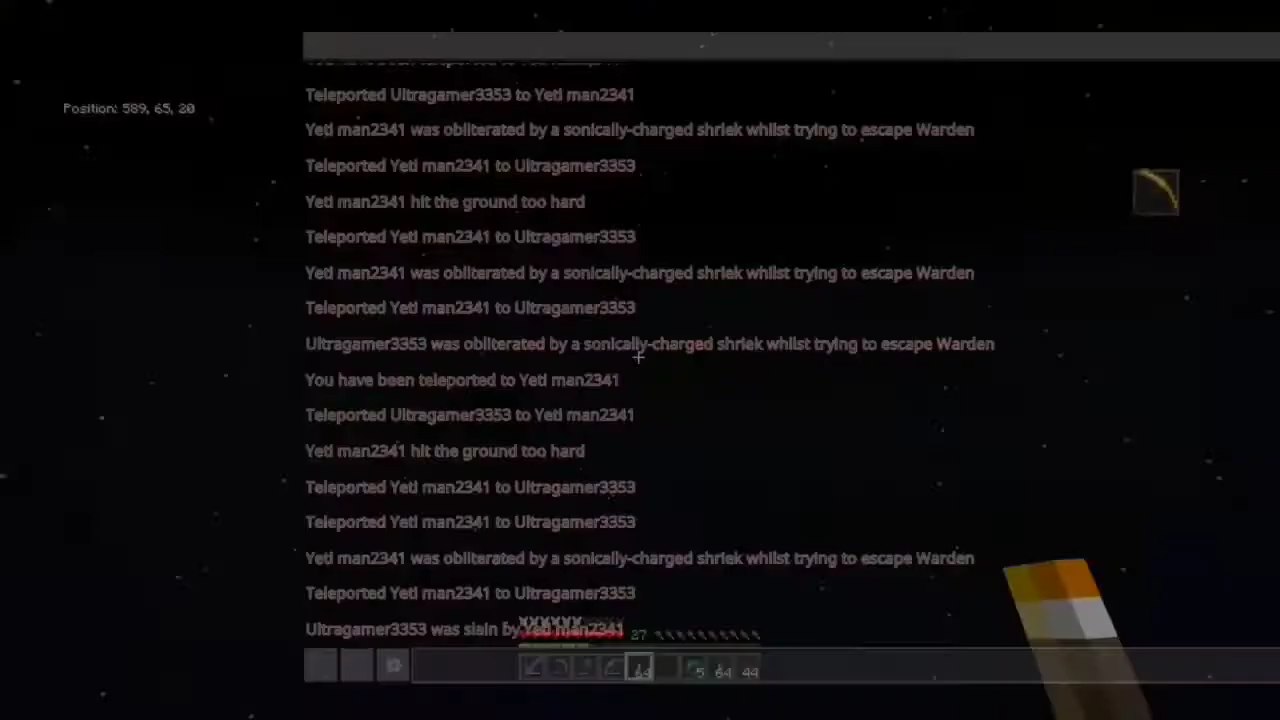 Position: 589, 65, 20
Teleported Ultragamer3353 to Yeti man2341
Yeti man2341 was obliterated by a sonically-charged shriek whilst trying to escape Warden
Teleported Yeti man2341 to Ultragamer3353
Yeti man2341 hit the ground too hard
Teleported Yeti man2341 to Ultragamer3353
Yeti man2341 was obliterated by a sonically-charged shriek whilst trying to escape Warden
Teleported Yeti man2341 to Ultragamer3353
Ultragamer3353 was obliterated by a sonically-charged shriek whilst trying to escape Warden
You have been teleported to Yeti man2341
Teleported Ultragamer3353 to Yeti man2341
Yeti man2341 hit the ground too hard
Teleported Yeti man2341 to Ultragamer3353
Teleported Yeti man2341 to Ultragamer3353
Yeti man2341 was obliterated by a sonically-charged shriek whilst trying to escape Warden
Teleported Yeti man2341 to Ultragamer3353
Ultragamer3353 was slain by Yeti man2341
27
64 5 64 44